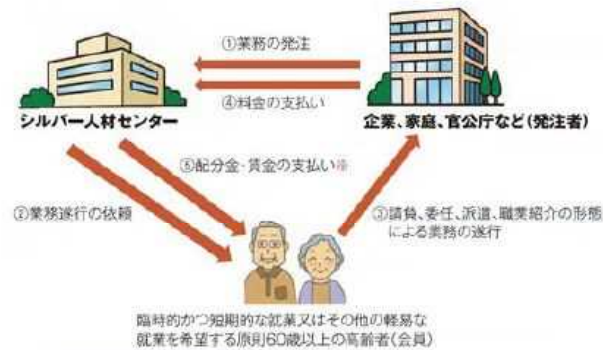 ①業務の発注
④料金の支払い
シルバー人材センター
企業、家庭、官公庁など(発注者)
⑤配分金・賃金の支払い※
②業務遂行の依頼
③請負、委任、派遣、職業紹介の形態
による業務の遂行
臨時的かつ短期的な就業又はその他の軽易な
就業を希望する原則60歳以上の高齢者(会員)